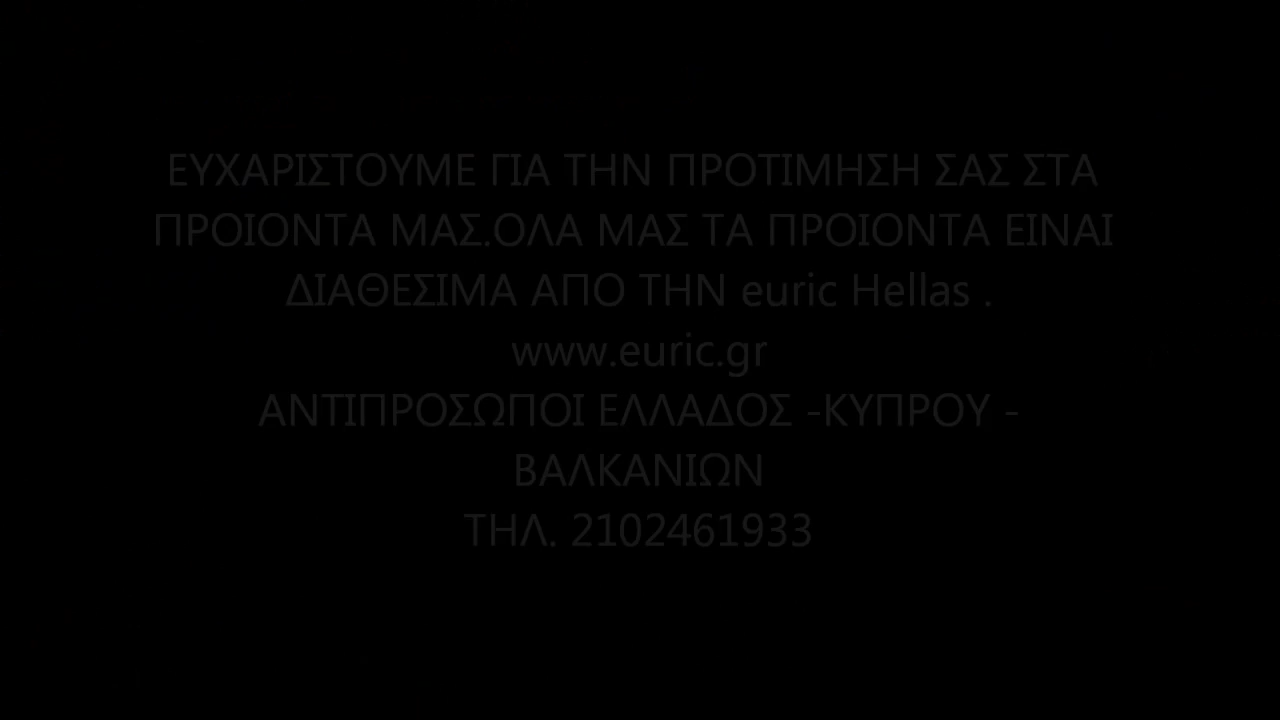 ΕΥΧΑΡΙΣΤΟΥΜΕ ΓΙΑ ΤΗΝ ΠΡΟΤΙΜΗΣΗ ΣΑΣ ΣΤΑ
ΠΡΟΙΟΝΤΑ ΜΑΣ.ΟΛΑ ΜΑΣ ΤΑ ΠΡΟΙΟΝΤΑ ΕΙΝΑΙ
ΔΙΑΘΕΣΙΜΑ ΑΠΟ ΤΗΝ euric Hellas .
www.euric.gr
ΑΝΤΙΠΡΟΣΩΠΟΙ ΕΛΛΑΔΟΣ -ΚΥΠΡΟΥ -
ΒΑΛΚΑΝΙΩΝ
ΤΗΛ. 2102461933